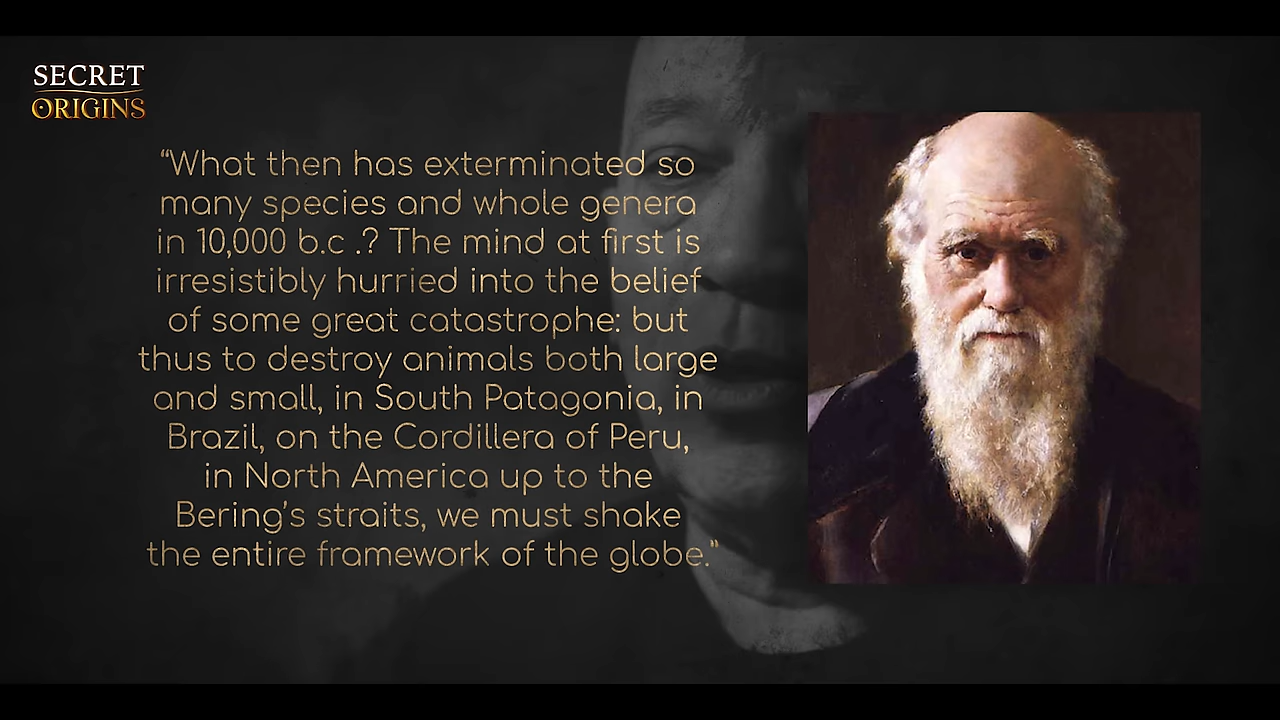 SECRET
ORIGINS
“What then has exterminated so
many species and whole genera
in 10,000 b.c .? The mind at first is
irresistibly hurried into the belief
of some great catastrophe: but
thus to destroy animals both large
and small, in South Patagonia, in
Brazil, on the Cordillera of Peru,
in North America up to the
Bering’s straits, we must shake
the entire framework of the globe.”